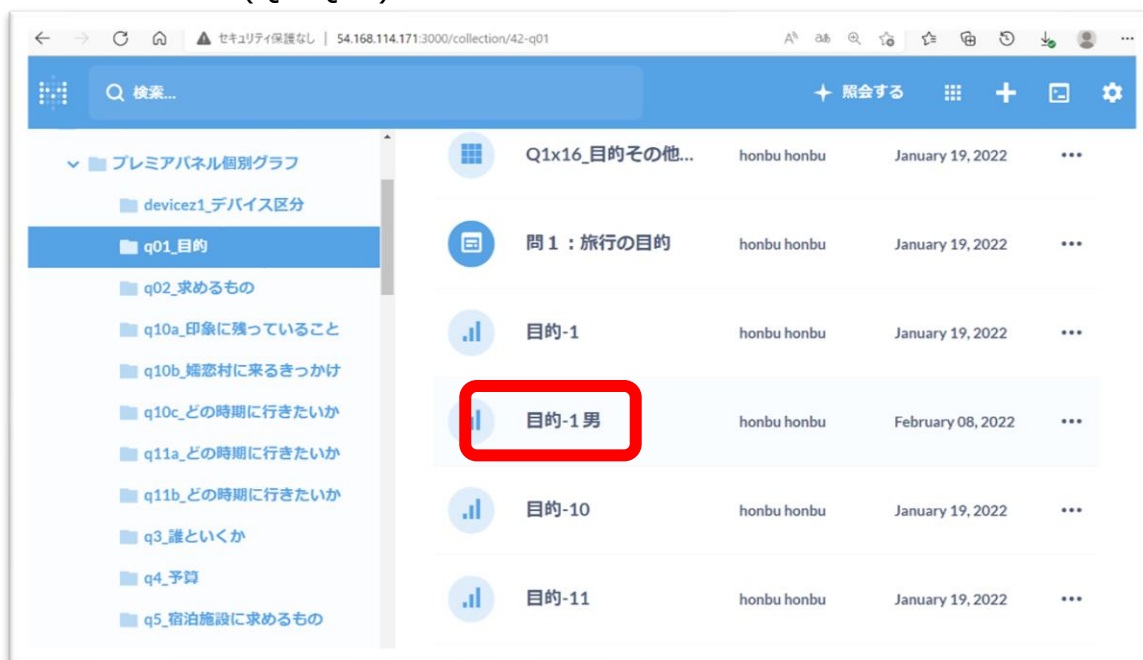 セキュリティ保護なし | 54.168.114.171:3000/collection/42-q01
検索...
照会する
プレミアパネル個別グラフ
devicez1_デバイス区分
q01_目的
q02_求めるもの
q10a_印象に残っていること
q10b_嬬恋村に来るきっかけ
q10c_どの時期に行きたいか
q11a_どの時期に行きたいか
q11b_どの時期に行きたいか
q3_誰といくか
q4_予算
q5_宿泊施設に求めるもの
Q1x16_目的その他... honbu honbu January 19, 2022
問1：旅行の目的 honbu honbu January 19, 2022
目的-1 honbu honbu January 19, 2022
目的-1 男 honbu honbu February 08, 2022
目的-10 honbu honbu January 19, 2022
目的-11 honbu honbu January 19, 2022